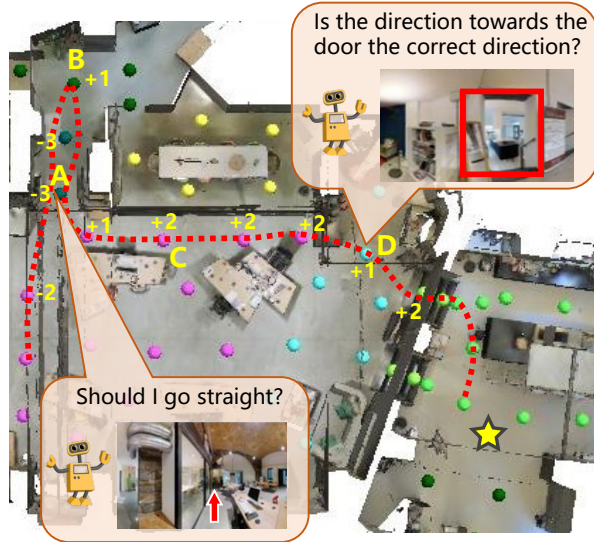 Is the direction towards the
door the correct direction?
B
+1
-3
A
-3
+1
+2
+2
+2
C
D
+1
-2
+2
Should I go straight?